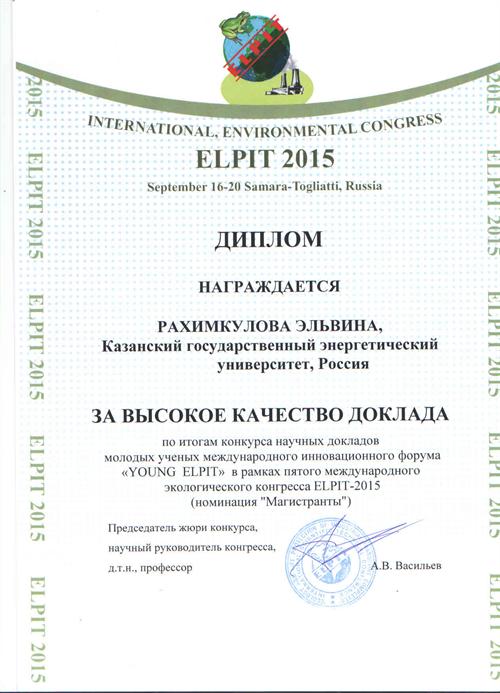 ELPIT
INTERNATIONAL, ENVIRONMENTAL CONGRESS
ELPIT 2015
September 16-20 Samara-Togliatti, Russia
ДИПЛОМ
НАГРАЖДАЕТСЯ
РАХИМКУЛОВА ЭЛЬВИНА,
Казанский государственный энергетический
университет, Россия
ЗА ВЫСОКОЕ КАЧЕСТВО ДОКЛАДА
по итогам конкурса научных докладов
молодых ученых международного инновационного форума
«YOUNG ELPIT» в рамках пятого международного
экологического конгресса ELPIT-2015
(номинация "Магистранты")
Председатель жюри конкурса,
научный руководитель конгресса,
д.т.н., профессор
А.В. Васильев
2015
ELPIT 2015
ELPIT 2015
ELPIT 2015
ELPIT 2015
2015
ELPIT 2015
ELPIT 2015
ELPIT 2015
ELPIT 2015